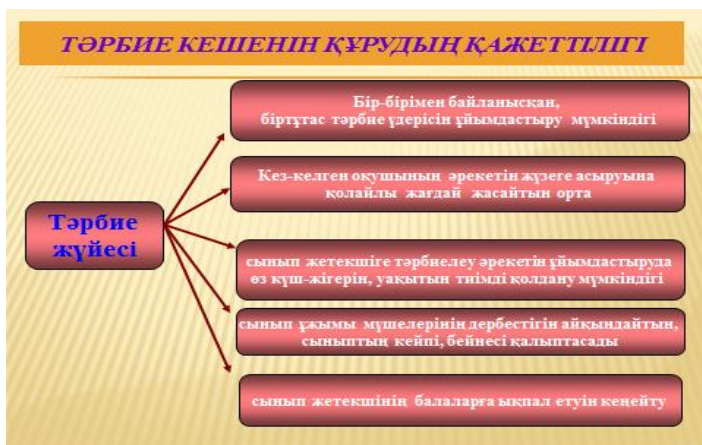 ТӘРБИЕ КЕШЕНІН ҚҰРУДЫҢ ҚАЖЕТТІЛІГІ
Бір-бірімен байланысқан,
біртұтас тәрбие үдерісін ұйымдастыру мүмкіндігі
Кез-келген оқушының әрекетін жүзеге асыруына
қолайлы жағдай жасайтын орта
Тәрбие
жүйесі
сынып жетекшіге тәрбиелеу әрекетін ұйымдастыруда
өз күш-жігерін, уақытын тиімді қолдану мүмкіндігі
сынып ұжымы мүшелерінің дербестігін айқындайтын,
сыныптың кейпі, бейнесі қалыптасады
сынып жетекшінің балаларға ықпал етуін кеңейту